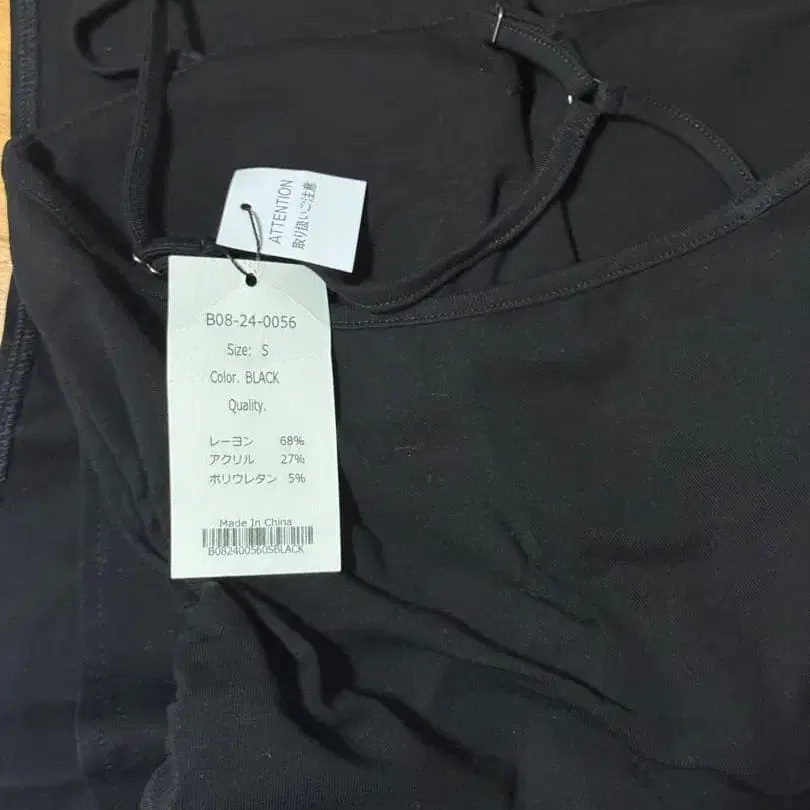 ATTENTION
取り扱いご注意
B08-24-0056
Size: S
Color. BLACK
Quality.
レーヨン 68%
アクリル 27%
ポリウレタン 5%
Made In China
B082400560SBLACK